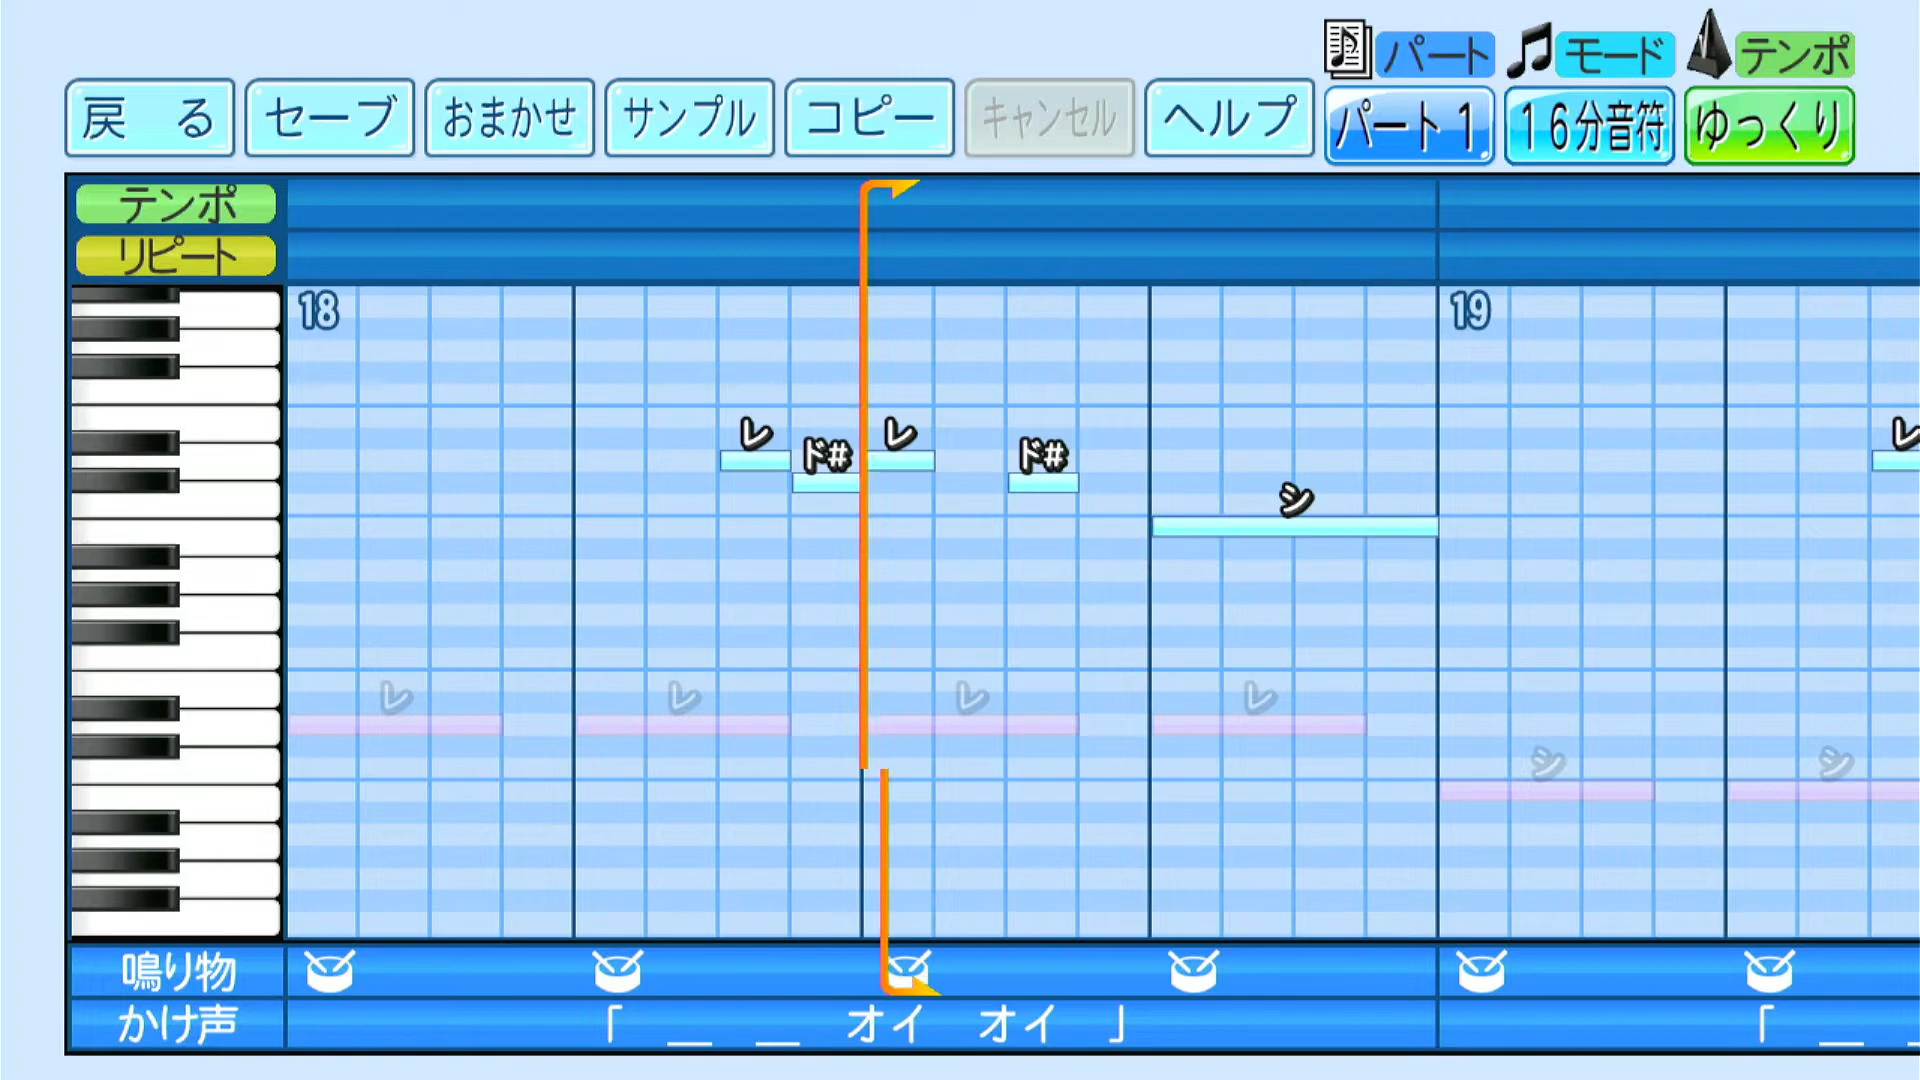 パート モード テンポ
戻 る セーブ おまかせ サンプル コピー キャンセル ヘルプ パート1 16分音符 ゆっくり
テンポ
リピート
18 19
レ レ レ
ド# ド#
シ
レ レ レ レ
シ シ
鳴り物
かけ声 「 __ __ オイ オイ 」 「 __ _